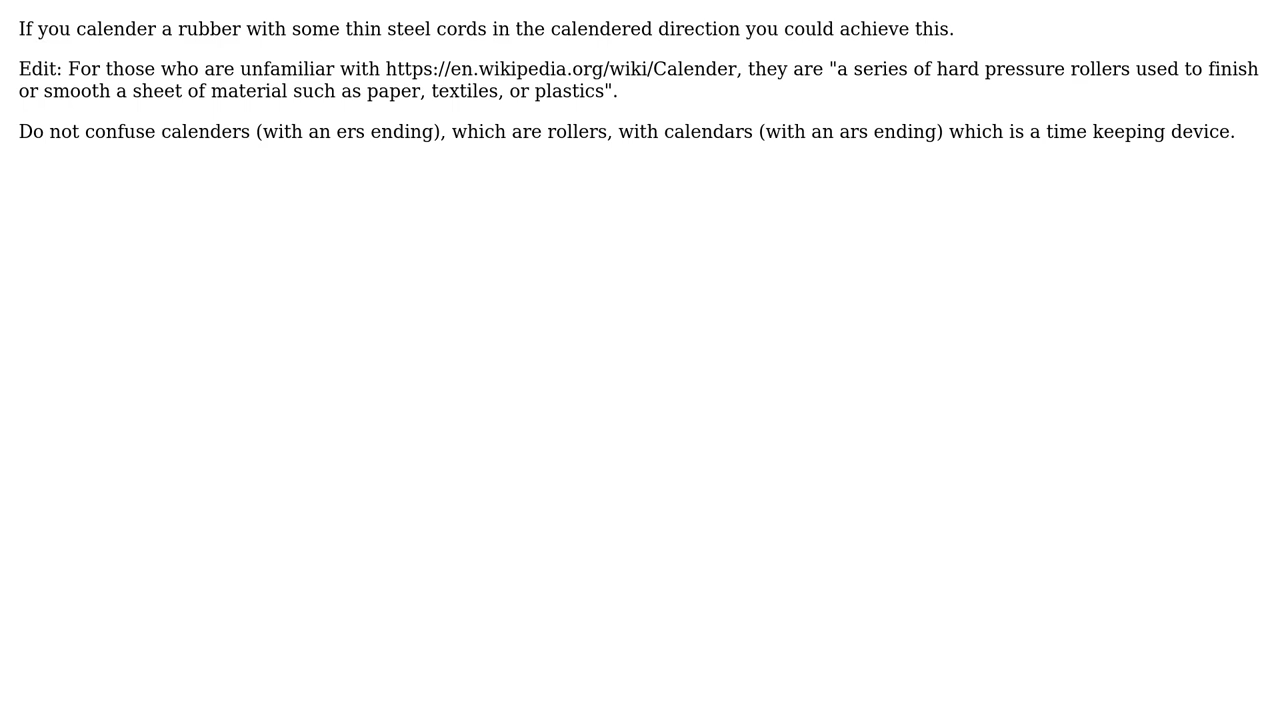 If you calender a rubber with some thin steel cords in the calendered direction you could achieve this.
Edit: For those who are unfamiliar with https://en.wikipedia.org/wiki/Calender, they are "a series of hard pressure rollers used to finish
or smooth a sheet of material such as paper, textiles, or plastics".
Do not confuse calenders (with an ers ending), which are rollers, with calendars (with an ars ending) which is a time keeping device.